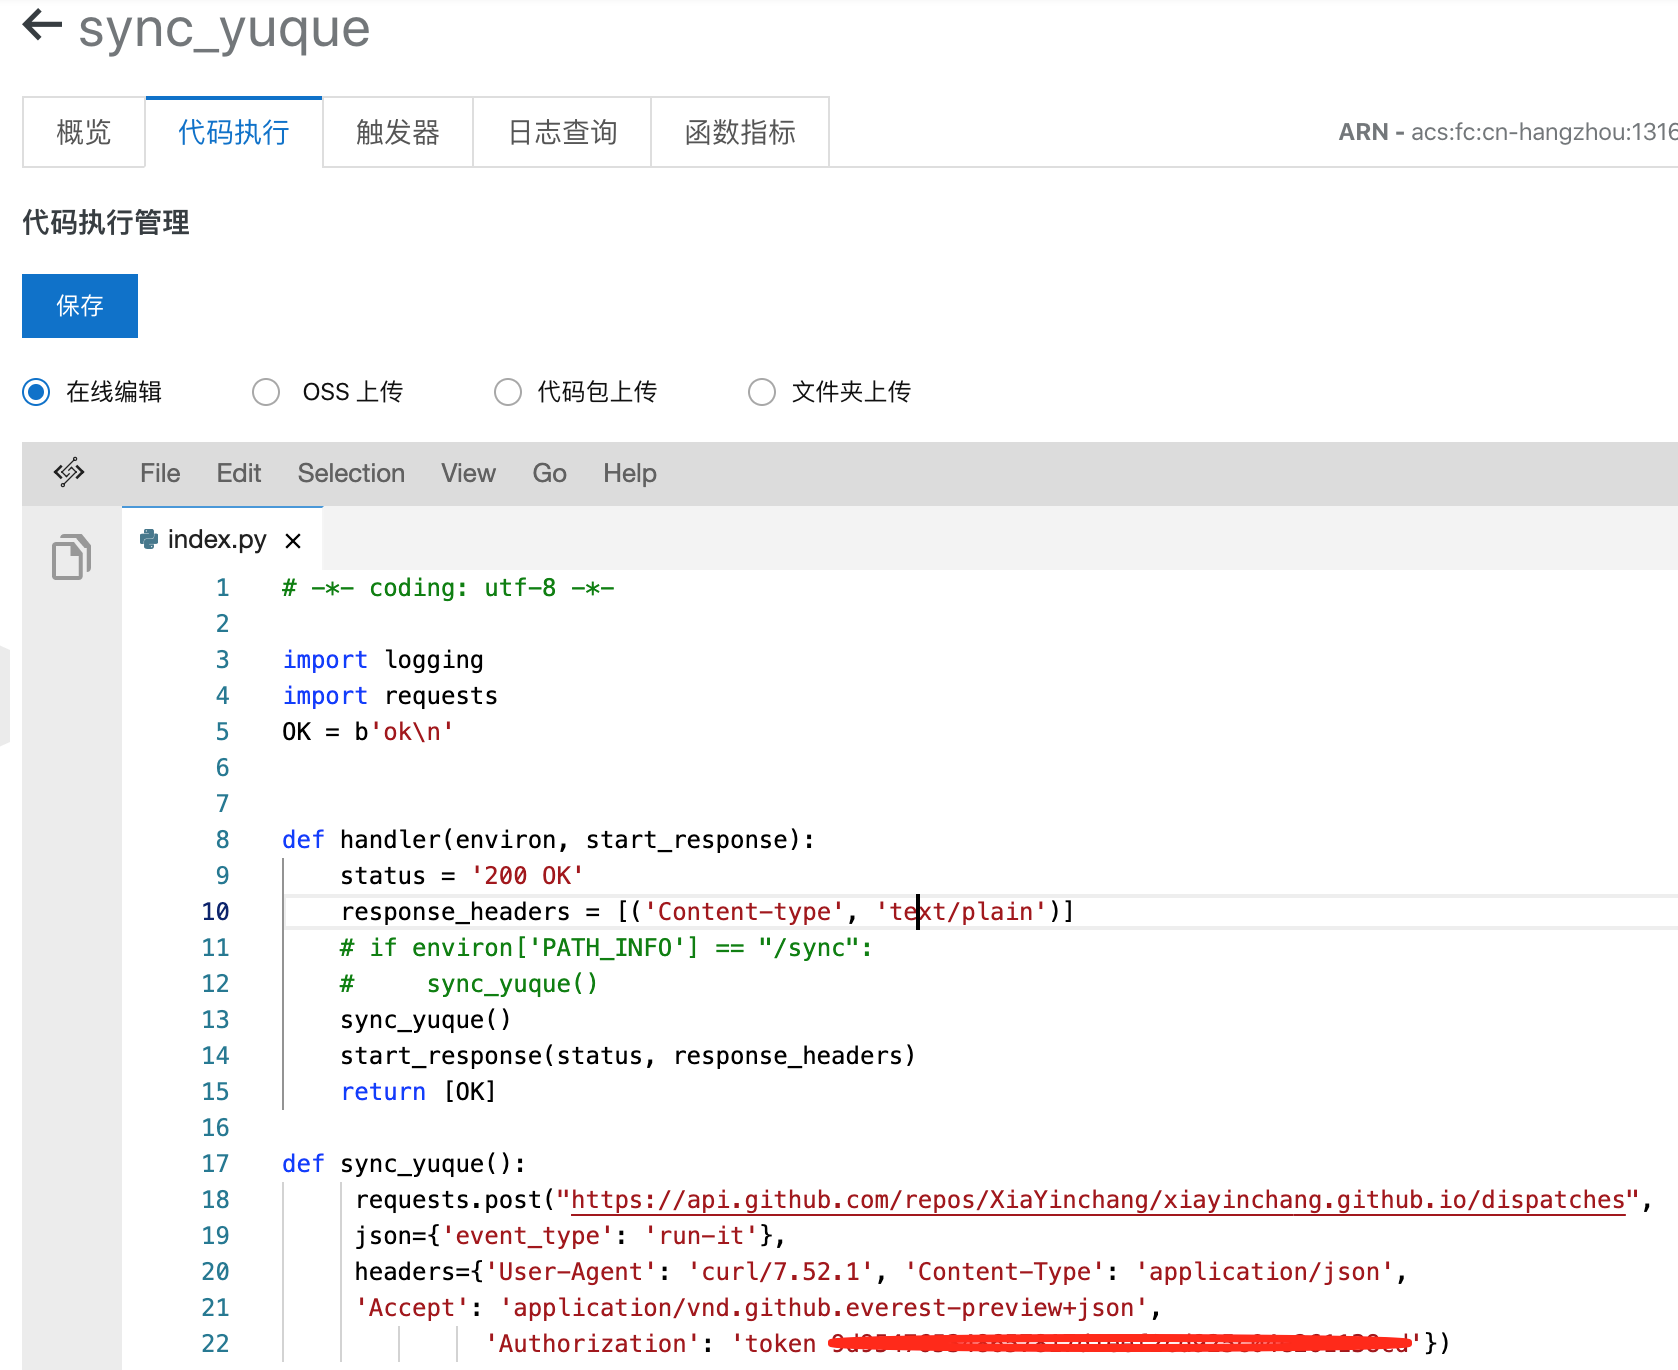 sync_yuque
概览 代码执行 触发器 日志查询 函数指标 ARN - acs:fc:cn-hangzhou:1316
代码执行管理
保存
在线编辑 OSS 上传 代码包上传 文件夹上传
File Edit Selection View Go Help
index.py ×
1 # -*- coding: utf-8 -*-
2
3 import logging
4 import requests
5 OK = b'ok\n'
6
7
8 def handler(environ, start_response):
9 status = '200 OK'
10 response_headers = [('Content-type', 'text/plain')]
11 # if environ['PATH_INFO'] == "/sync":
12 #     sync_yuque()
13 sync_yuque()
14 start_response(status, response_headers)
15 return [OK]
16
17 def sync_yuque():
18 requests.post("https://api.github.com/repos/XiaYinchang/xiayinchang.github.io/dispatches",
19 json={'event_type': 'run-it'},
20 headers={'User-Agent': 'curl/7.52.1', 'Content-Type': 'application/json',
21 'Accept': 'application/vnd.github.everest-preview+json',
22 'Authorization': 'token '})